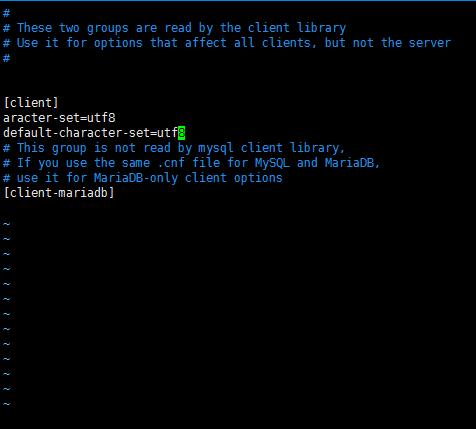 #
# These two groups are read by the client library
# Use it for options that affect all clients, but not the server
#
[client]
aracter-set=utf8
default-character-set=utf8
# This group is not read by mysql client library,
# If you use the same .cnf file for MySQL and MariaDB,
# use it for MariaDB-only client options
[client-mariadb]
~
~
~
~
~
~
~
~
~
~
~
~
~